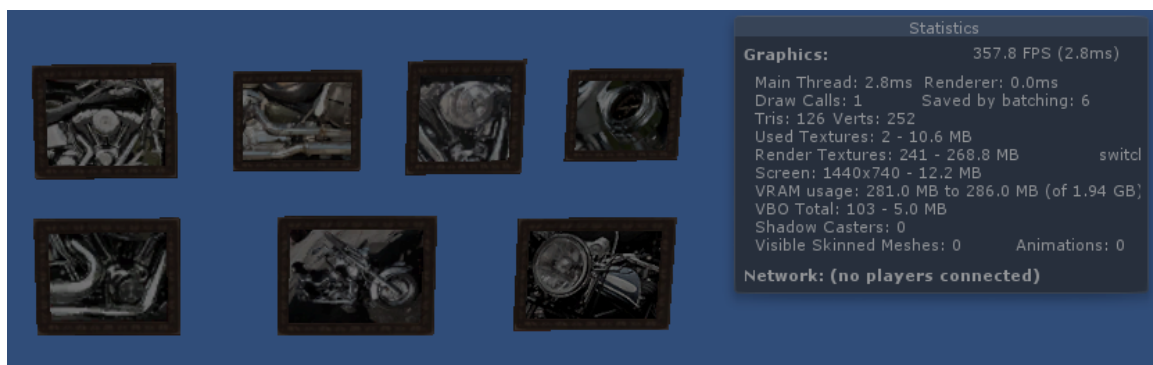 Statistics
Graphics: 357.8 FPS (2.8ms)
Main Thread: 2.8ms Renderer: 0.0ms
Draw Calls: 1 Saved by batching: 6
Tris: 126 Verts: 252
Used Textures: 2 - 10.6 MB
Render Textures: 241 - 268.8 MB switcl
Screen: 1440x740 - 12.2 MB
VRAM usage: 281.0 MB to 286.0 MB (of 1.94 GB)
VBO Total: 103 - 5.0 MB
Shadow Casters: 0
Visible Skinned Meshes: 0 Animations: 0
Network: (no players connected)